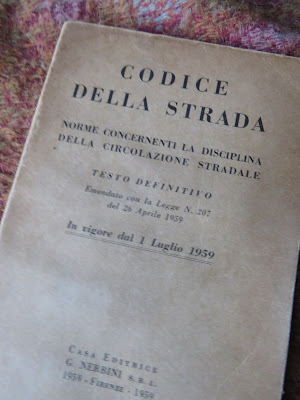 CODICE
DELLA STRADA
NORME CONCERNENTI LA DISCIPLINA
DELLA CIRCOLAZIONE STRADALE
TESTO DEFINITIVO
Emendato con la Legge N. 207
del 26 Aprile 1959
In vigore dal 1 Luglio 1959
CASA EDITRICE
G. NERBINI S.R.L.
1959 - FIRENZE - 1959